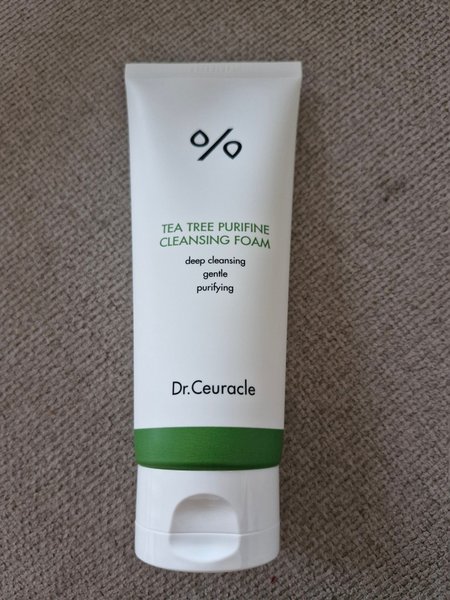 %
TEA TREE PURIFINE
CLEANSING FOAM
deep cleansing
gentle
purifying
Dr.Ceuracle